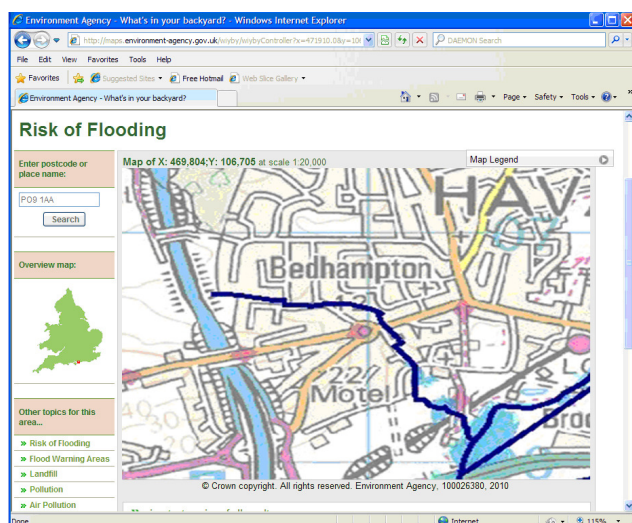 Environment Agency - What's in your backyard? - Windows Internet Explorer
http://maps.environment-agency.gov.uk/wiyby/wiybyController?x=471910.0&y=10
DAEMON Search
File Edit View Favorites Tools Help
Favorites Suggested Sites Free Hotmail Web Slice Gallery
Environment Agency - What's in your backyard?
Page Safety Tools
Risk of Flooding
Enter postcode or
place name:
PO9 1AA
Search
Overview map:
Other topics for this
area...
» Risk of Flooding
» Flood Warning Areas
» Landfill
» Pollution
» Air Pollution
Map of X: 469,804;Y: 106,705 at scale 1:20,000
Map Legend
HAV
07
Bedhampton
22
Motel
Bro
© Crown copyright. All rights reserved. Environment Agency, 100026380, 2010
Done
Internet
115%